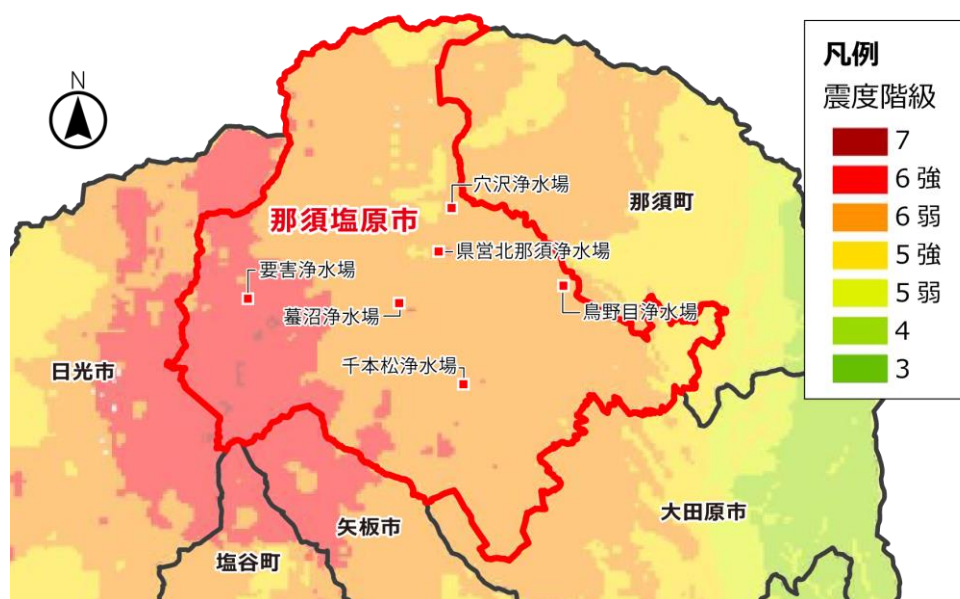 N
凡例
震度階級
7
6強
6弱
5強
5弱
4
3
穴沢浄水場
那須町
那須塩原市
県営北那須浄水場
要害浄水場
蟇沼浄水場
鳥野目浄水場
千本松浄水場
日光市
大田原市
矢板市
塩谷町